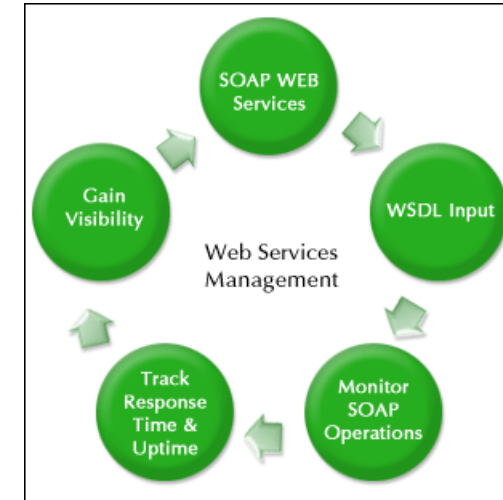 SOAP WEB
Services
WSDL Input
Monitor
SOAP
Operations
Track
Response
Time &
Uptime
Gain
Visibility
Web Services
Management